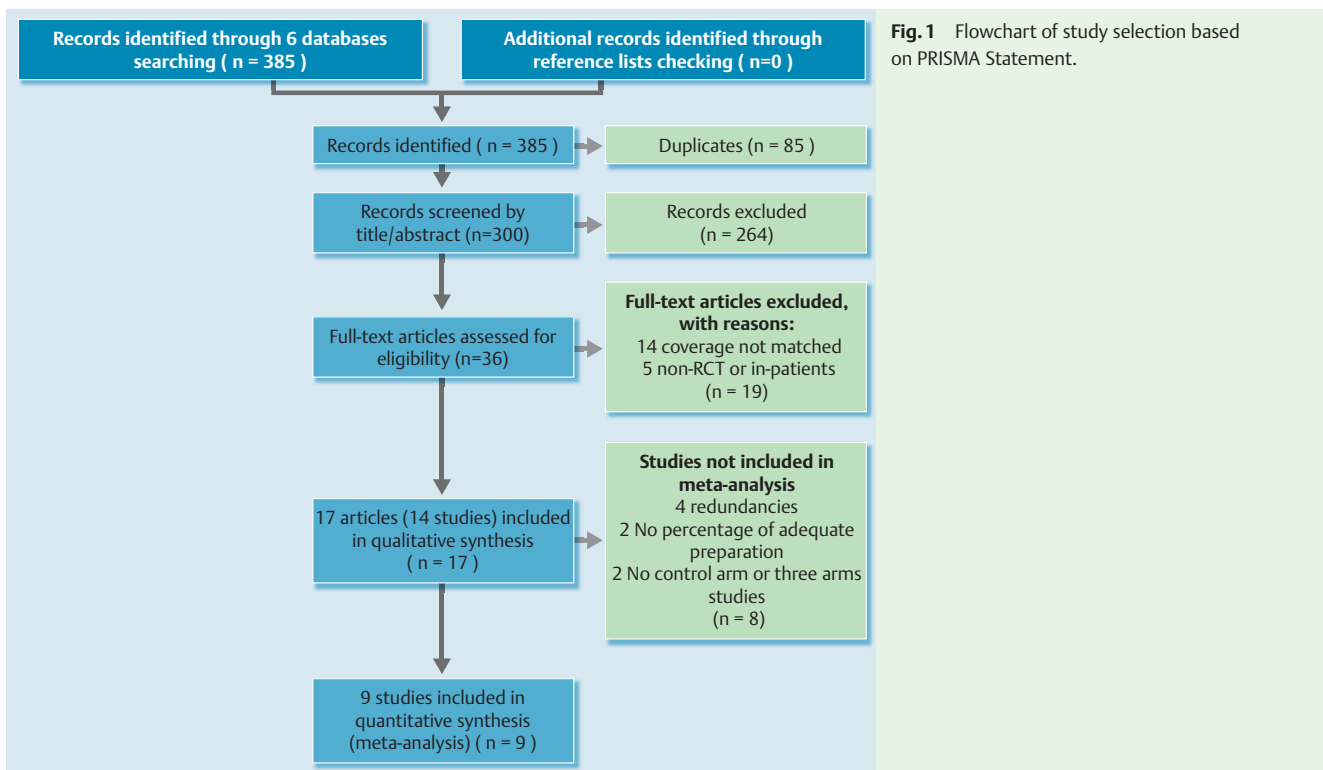 Records identified through 6 databases
searching ( n = 385 )
Additional records identified through
reference lists checking ( n=0 )
Fig. 1 Flowchart of study selection based
on PRISMA Statement.
Records identified ( n = 385 )
Duplicates (n = 85 )
Records screened by
title/abstract (n=300)
Records excluded
(n = 264)
Full-text articles assessed for
eligibility (n=36)
Full-text articles excluded,
with reasons:
14 coverage not matched
5 non-RCT or in-patients
(n = 19)
17 articles (14 studies) included
in qualitative synthesis
( n = 17 )
Studies not included in
meta-analysis
4 redundancies
2 No percentage of adequate
preparation
2 No control arm or three arms
studies
(n = 8)
9 studies included in
quantitative synthesis
(meta-analysis) ( n = 9 )